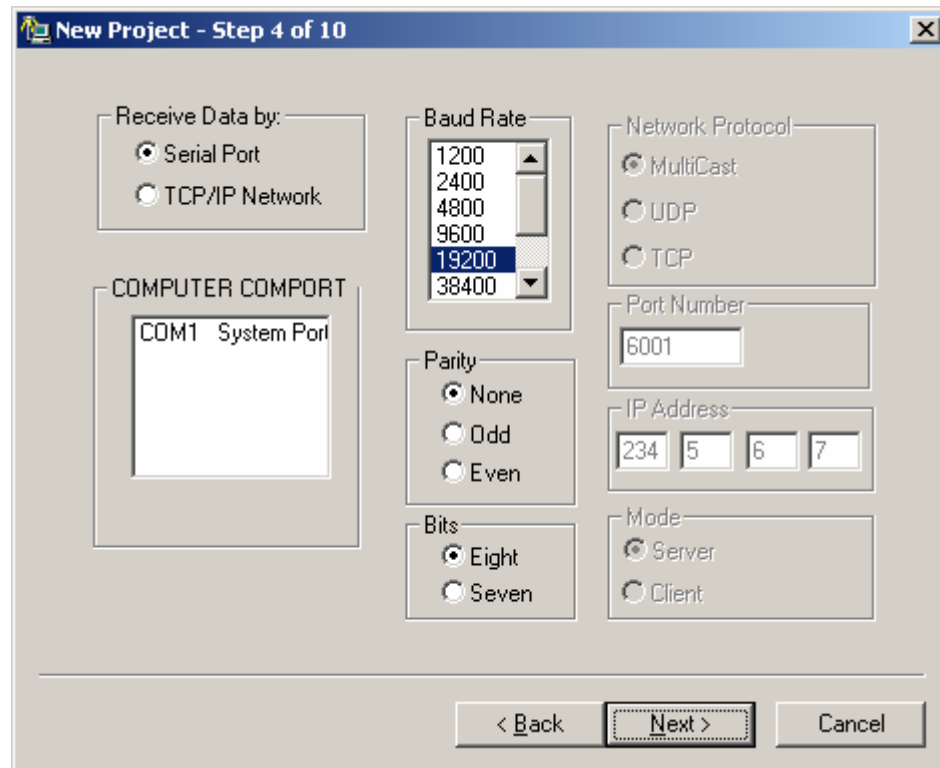 New Project - Step 4 of 10
Receive Data by:
Serial Port
TCP/IP Network
COMPUTER COMPORT
COM1 System Port
Baud Rate
1200
2400
4800
9600
19200
38400
Parity
None
Odd
Even
Bits
Eight
Seven
Network Protocol
MultiCast
UDP
TCP
Port Number
6001
IP Address
234 5 6 7
Mode
Server
Client
< Back
Next >
Cancel